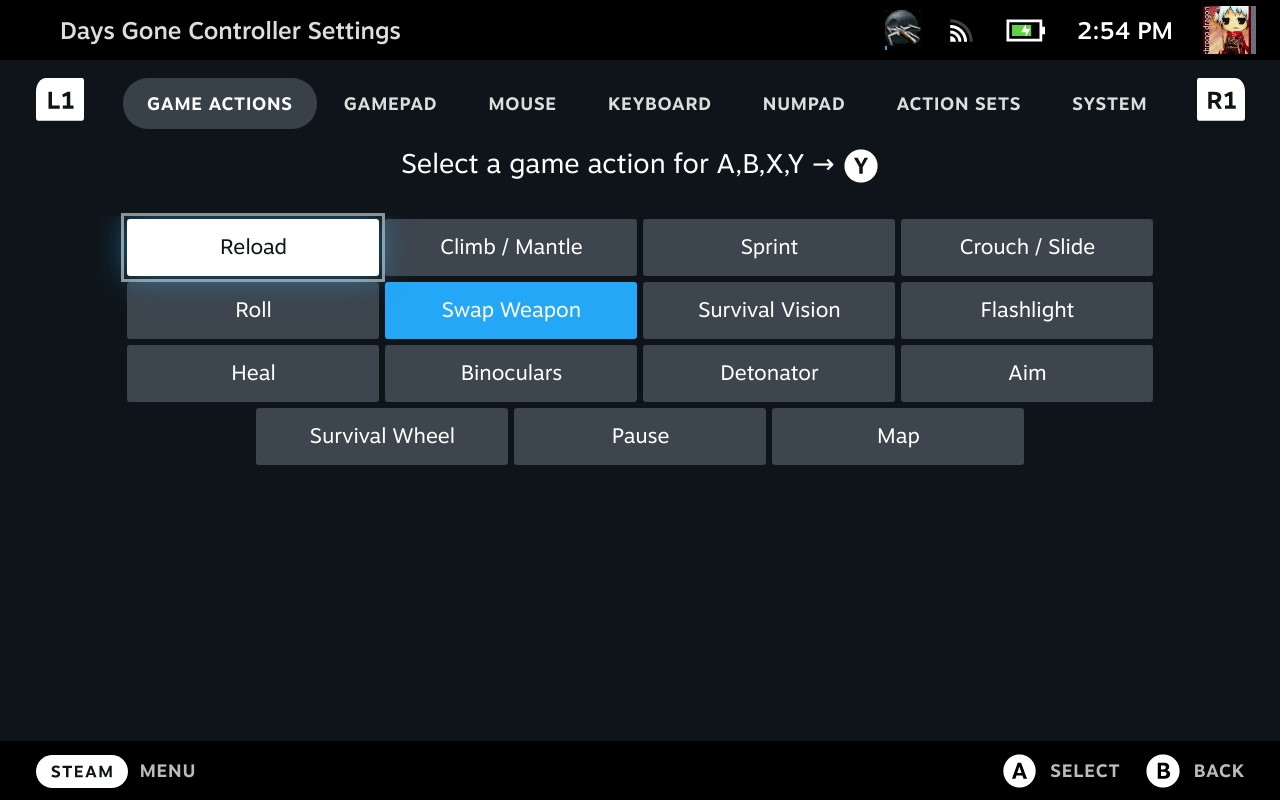 Days Gone Controller Settings
2:54 PM
L1
GAME ACTIONS
GAMEPAD
MOUSE
KEYBOARD
NUMPAD
ACTION SETS
SYSTEM
R1
Select a game action for A,B,X,Y → Y
Reload
Climb / Mantle
Sprint
Crouch / Slide
Roll
Swap Weapon
Survival Vision
Flashlight
Heal
Binoculars
Detonator
Aim
Survival Wheel
Pause
Map
STEAM MENU
A SELECT
B BACK